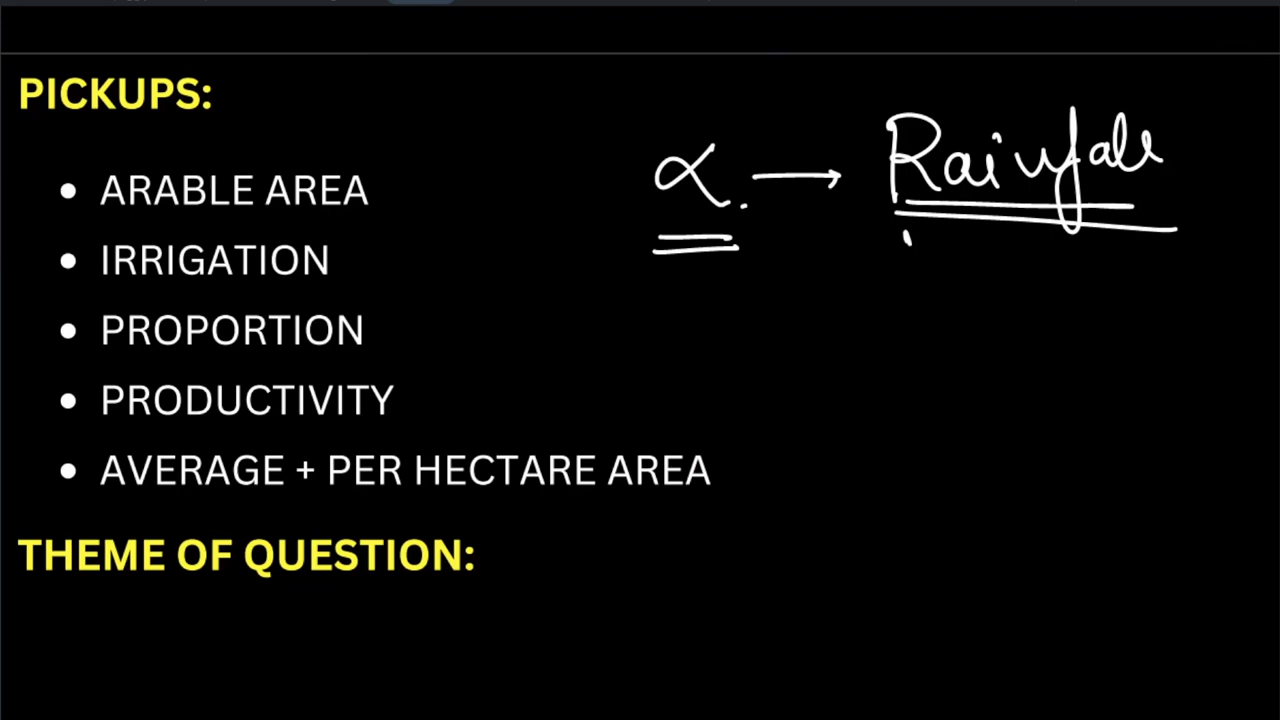 PICKUPS:
α. → Rainfall
• ARABLE AREA
• IRRIGATION
• PROPORTION
• PRODUCTIVITY
• AVERAGE + PER HECTARE AREA
THEME OF QUESTION: